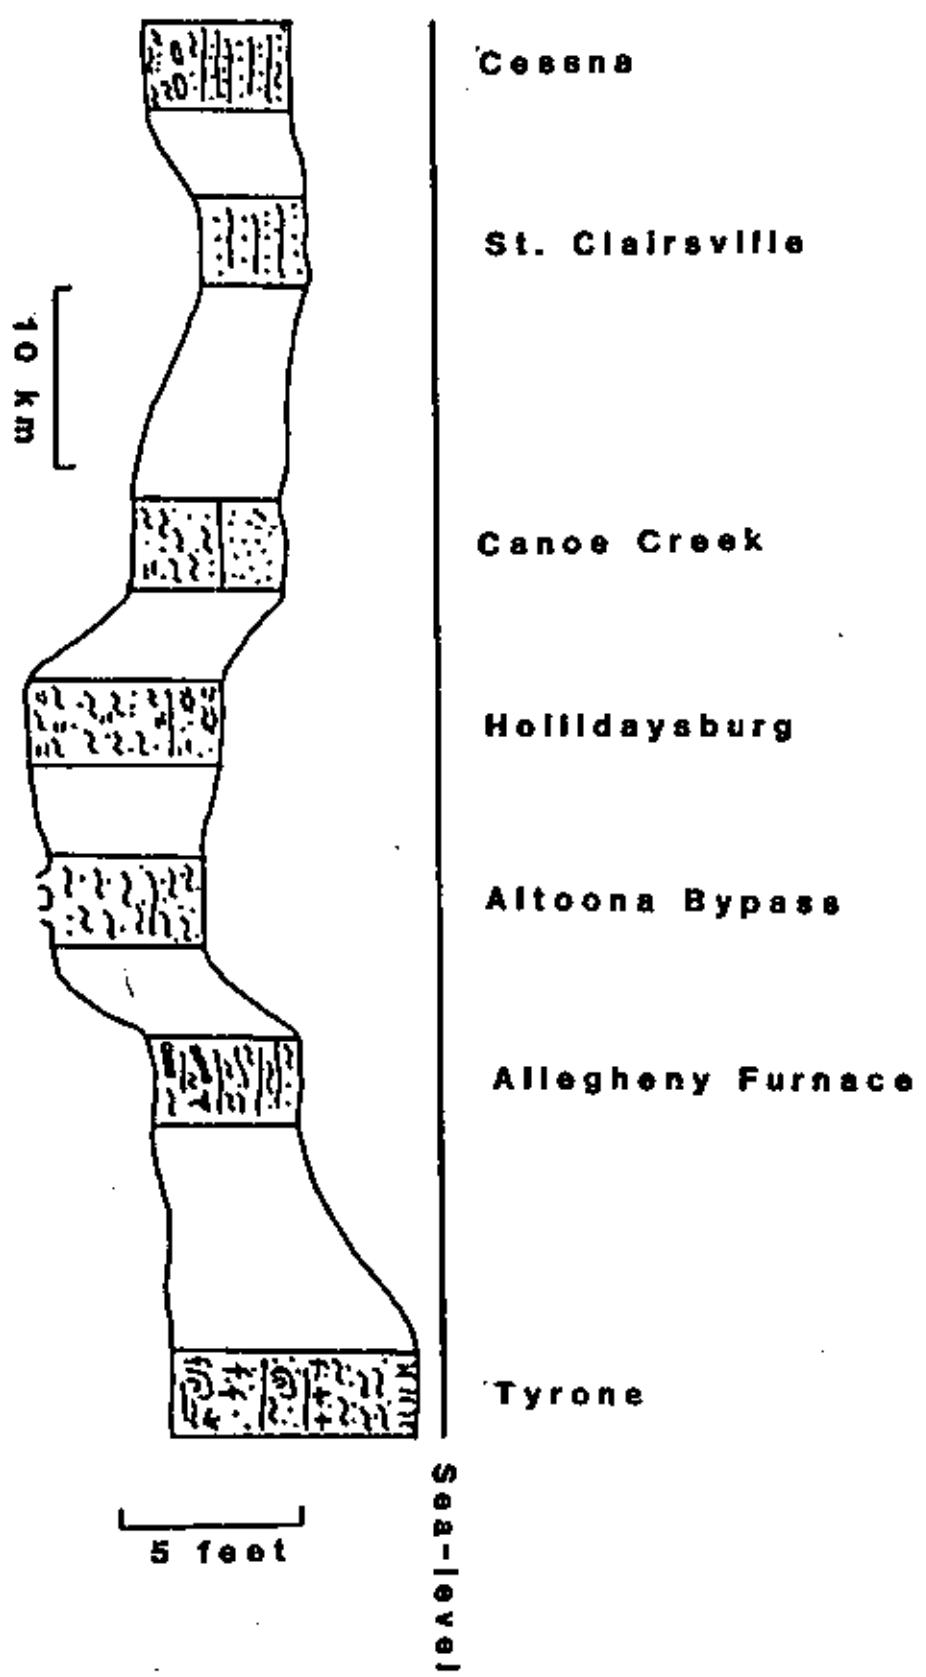 Cessna
St. Clairsville
10 km
Canoe Creek
Hollidaysburg
Altoona Bypass
Allegheny Furnace
Tyrone
Sea-level
5 feet